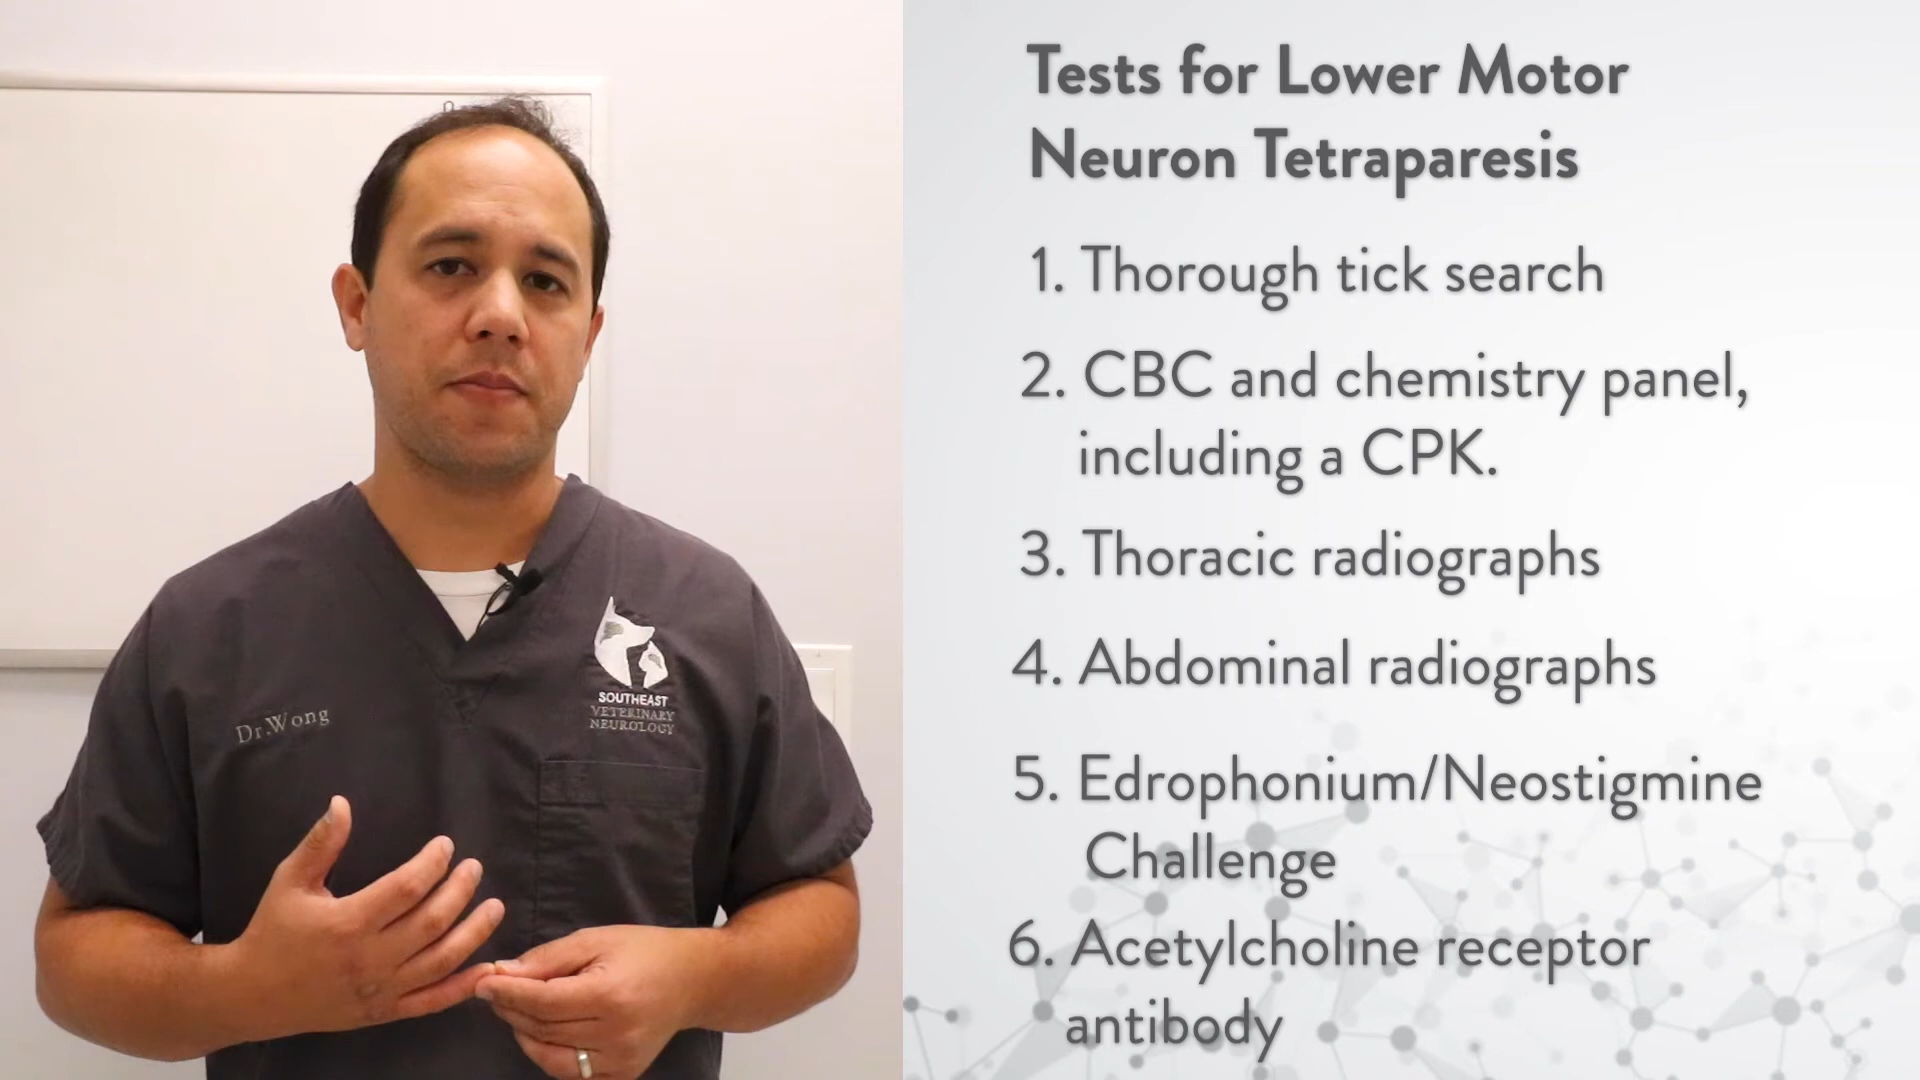 Dr.Wong
SOUTHEAST
VETERINARY
NEUROLOGY
Tests for Lower Motor
Neuron Tetraparesis
1. Thorough tick search
2. CBC and chemistry panel,
including a CPK.
3. Thoracic radiographs
4. Abdominal radiographs
5. Edrophonium/Neostigmine
Challenge
6. Acetylcholine receptor
antibody